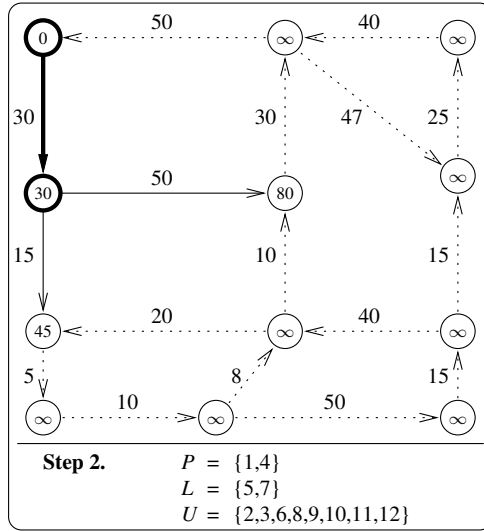 50 40
0 ∞ ∞
30 30 47 25
∞
50
30 80
15 10 15
20 40
45 ∞ ∞
5 8 15
10 50
∞ ∞ ∞
Step 2. P = {1,4}
L = {5,7}
U = {2,3,6,8,9,10,11,12}